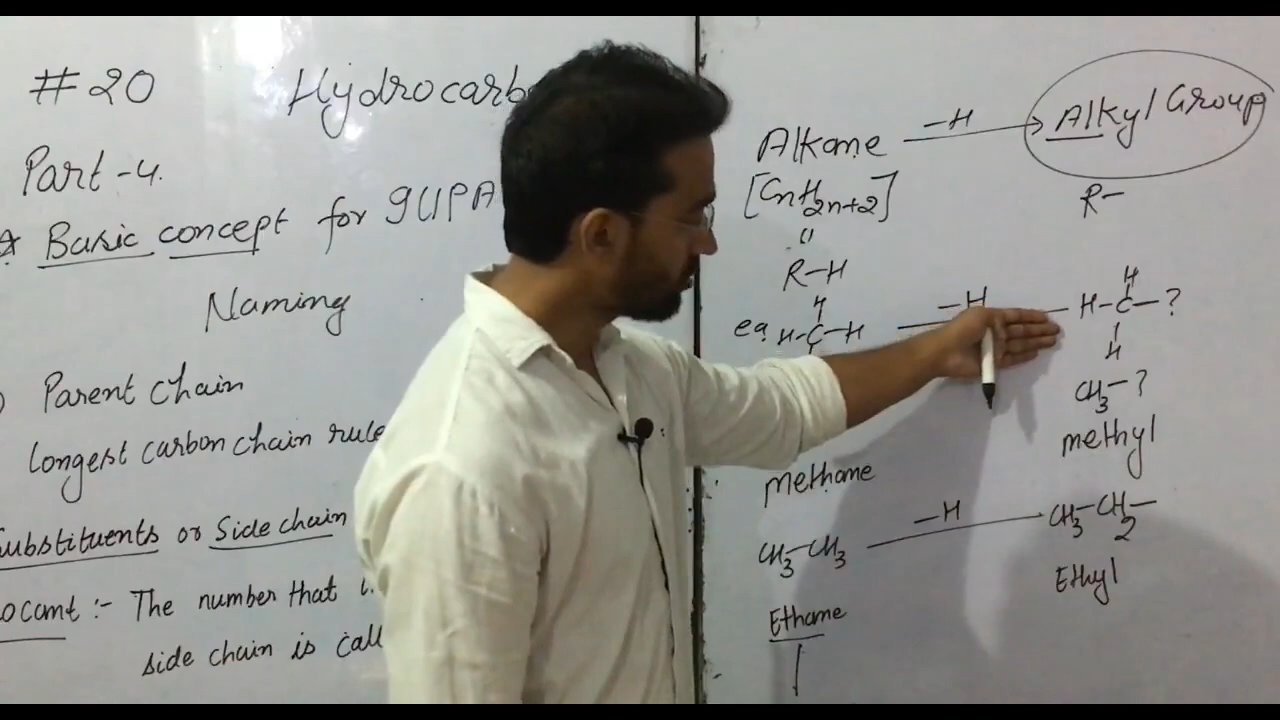 #20 Hydrocarb
Part-4.
Basic concept for IUPA
Naming
Parent Chain
longest carbon chain rule
Substituents or Side chain
ocant :- The number that i
side chain is call
Alkane —-H→ Alkyl Group
[CnH2n+2]
R-
R-H
H
H-C-H
-H
H
H-C-?
H
CH3-?
methane
methyl
CH3-CH3 —-H→ CH3-CH2-
Ethane
Ethyl